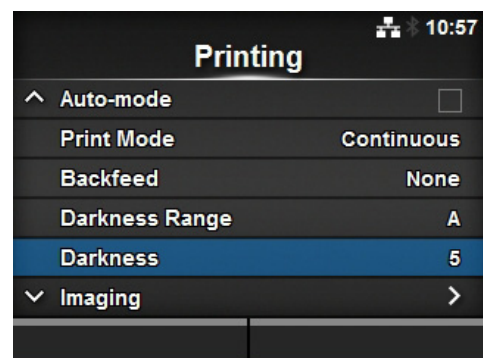 10:57
Printing
Auto-mode
Print Mode Continuous
Backfeed None
Darkness Range A
Darkness 5
Imaging